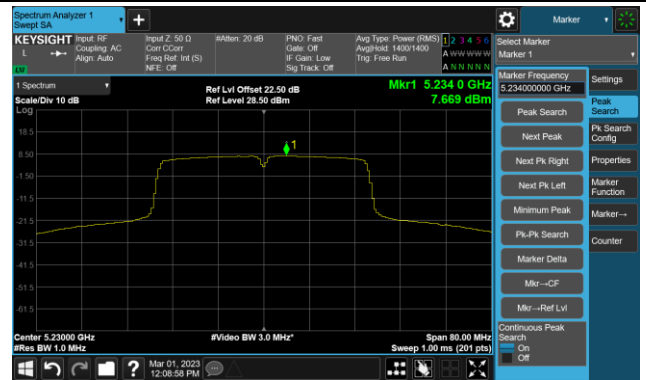 Spectrum Analyzer 1
Swept SA
Marker
KEYSIGHT
L
LW
Input: RF
Coupling: AC
Align: Auto
Input Z: 50 Ω
Corr CCorr
Freq Ref: Int (S)
NFE: Off
#Atten: 20 dB
PNO: Fast
Gate: Off
IF Gain: Low
Sig Track: Off
Avg Type: Power (RMS)
Avg|Hold: 1400/1400
Trig: Free Run
1 2 3 4 5 6
A W W W W W
A N N N N N
Select Marker
Marker 1
1 Spectrum
Scale/Div 10 dB
Log
Ref Lvl Offset 22.50 dB
Ref Level 28.50 dBm
Mkr1 5.234 0 GHz
7.669 dBm
18.5
8.50
-1.50
-11.5
-21.5
-31.5
-41.5
-51.5
-61.5
1
Center 5.23000 GHz
#Res BW 1.0 MHz
#Video BW 3.0 MHz*
Span 80.00 MHz
Sweep 1.00 ms (201 pts)
Marker Frequency
5.234000000 GHz
Peak Search
Next Peak
Next Pk Right
Next Pk Left
Minimum Peak
Pk-Pk Search
Marker Delta
Mkr→CF
Mkr→Ref Lvl
Continuous Peak
Search
On
Off
Settings
Peak
Search
Pk Search
Config
Properties
Marker
Function
Marker→
Counter
Mar 01, 2023
12:08:58 PM